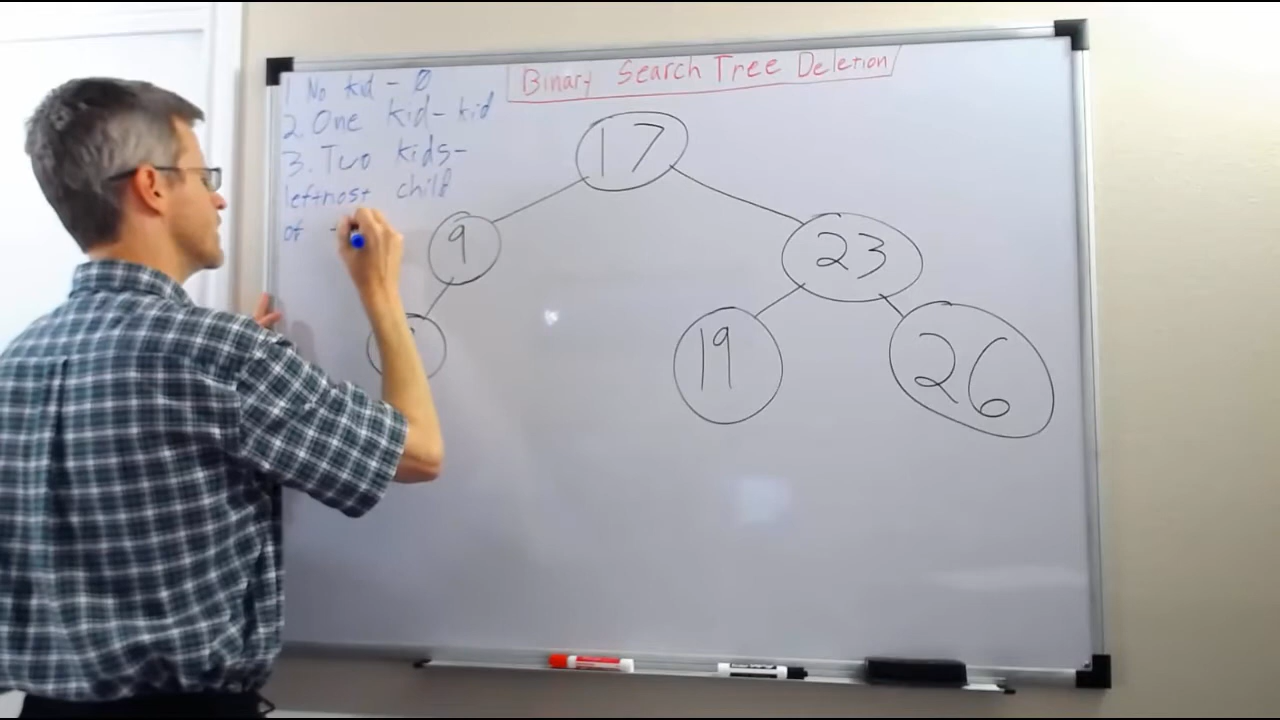 Binary Search Tree Deletion
1 No kid - 0
2. One kid - kid
3. Two kids -
leftmost child
of
17
9
23
19
26